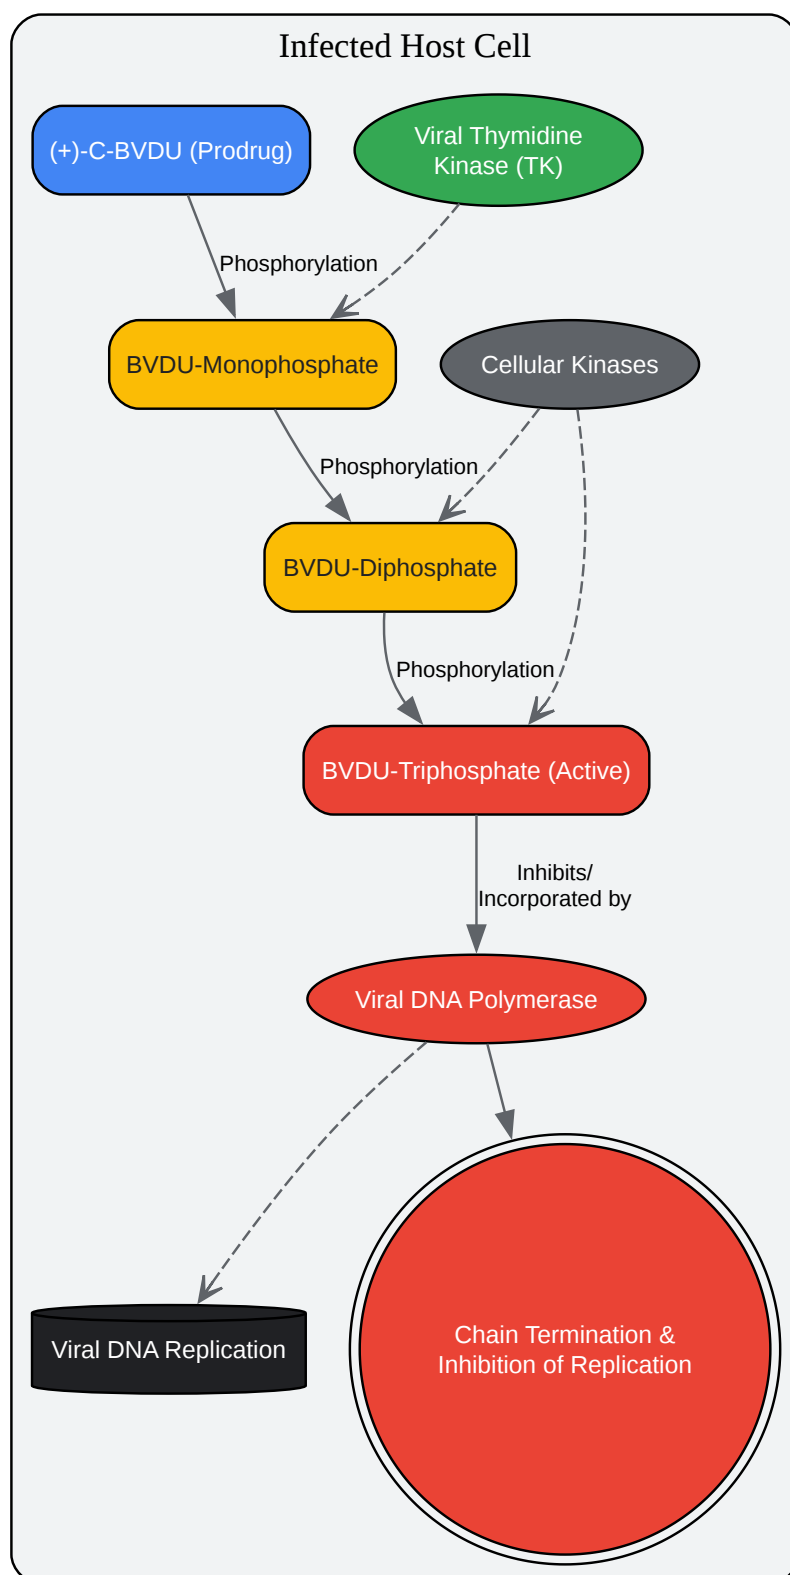 Infected Host Cell
(+)-C-BVDU (Prodrug)
Viral Thymidine
Kinase (TK)
Phosphorylation
BVDU-Monophosphate
Cellular Kinases
Phosphorylation
BVDU-Diphosphate
Phosphorylation
BVDU-Triphosphate (Active)
Inhibits/
Incorporated by
Viral DNA Polymerase
Viral DNA Replication
Chain Termination &
Inhibition of Replication